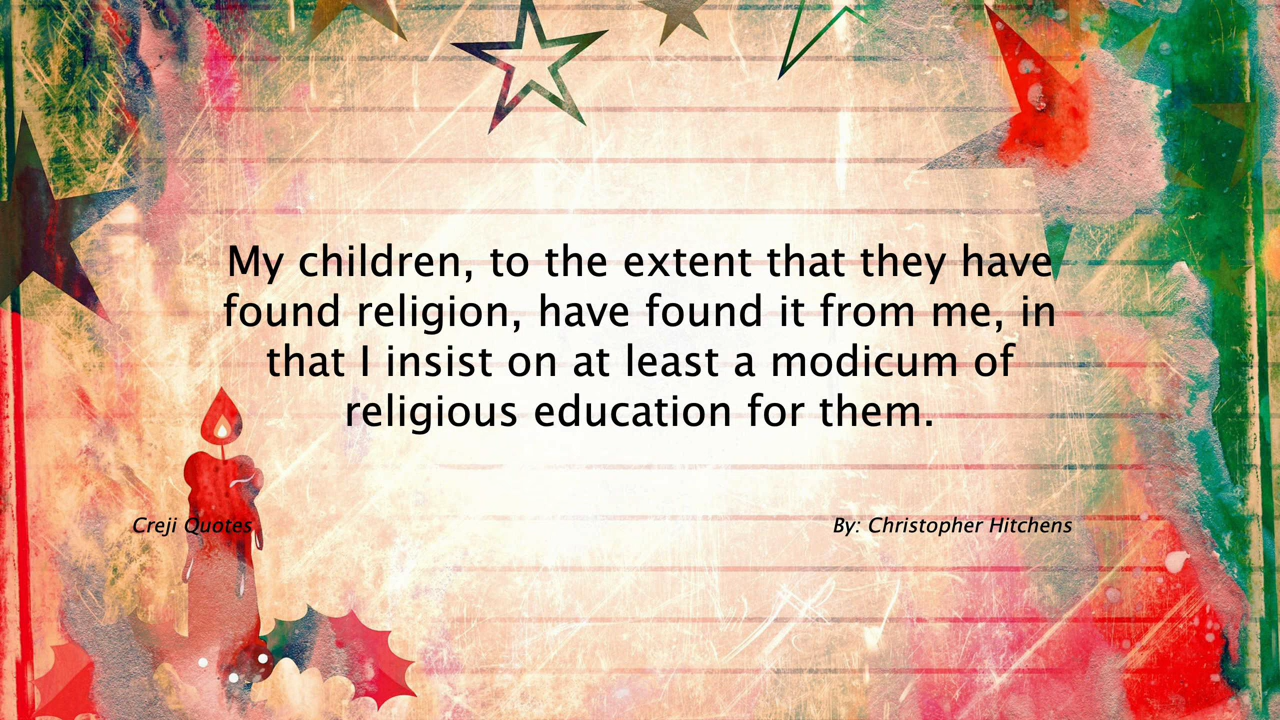 My children, to the extent that they have
found religion, have found it from me, in
that I insist on at least a modicum of
religious education for them.
Creji Quotes
By: Christopher Hitchens